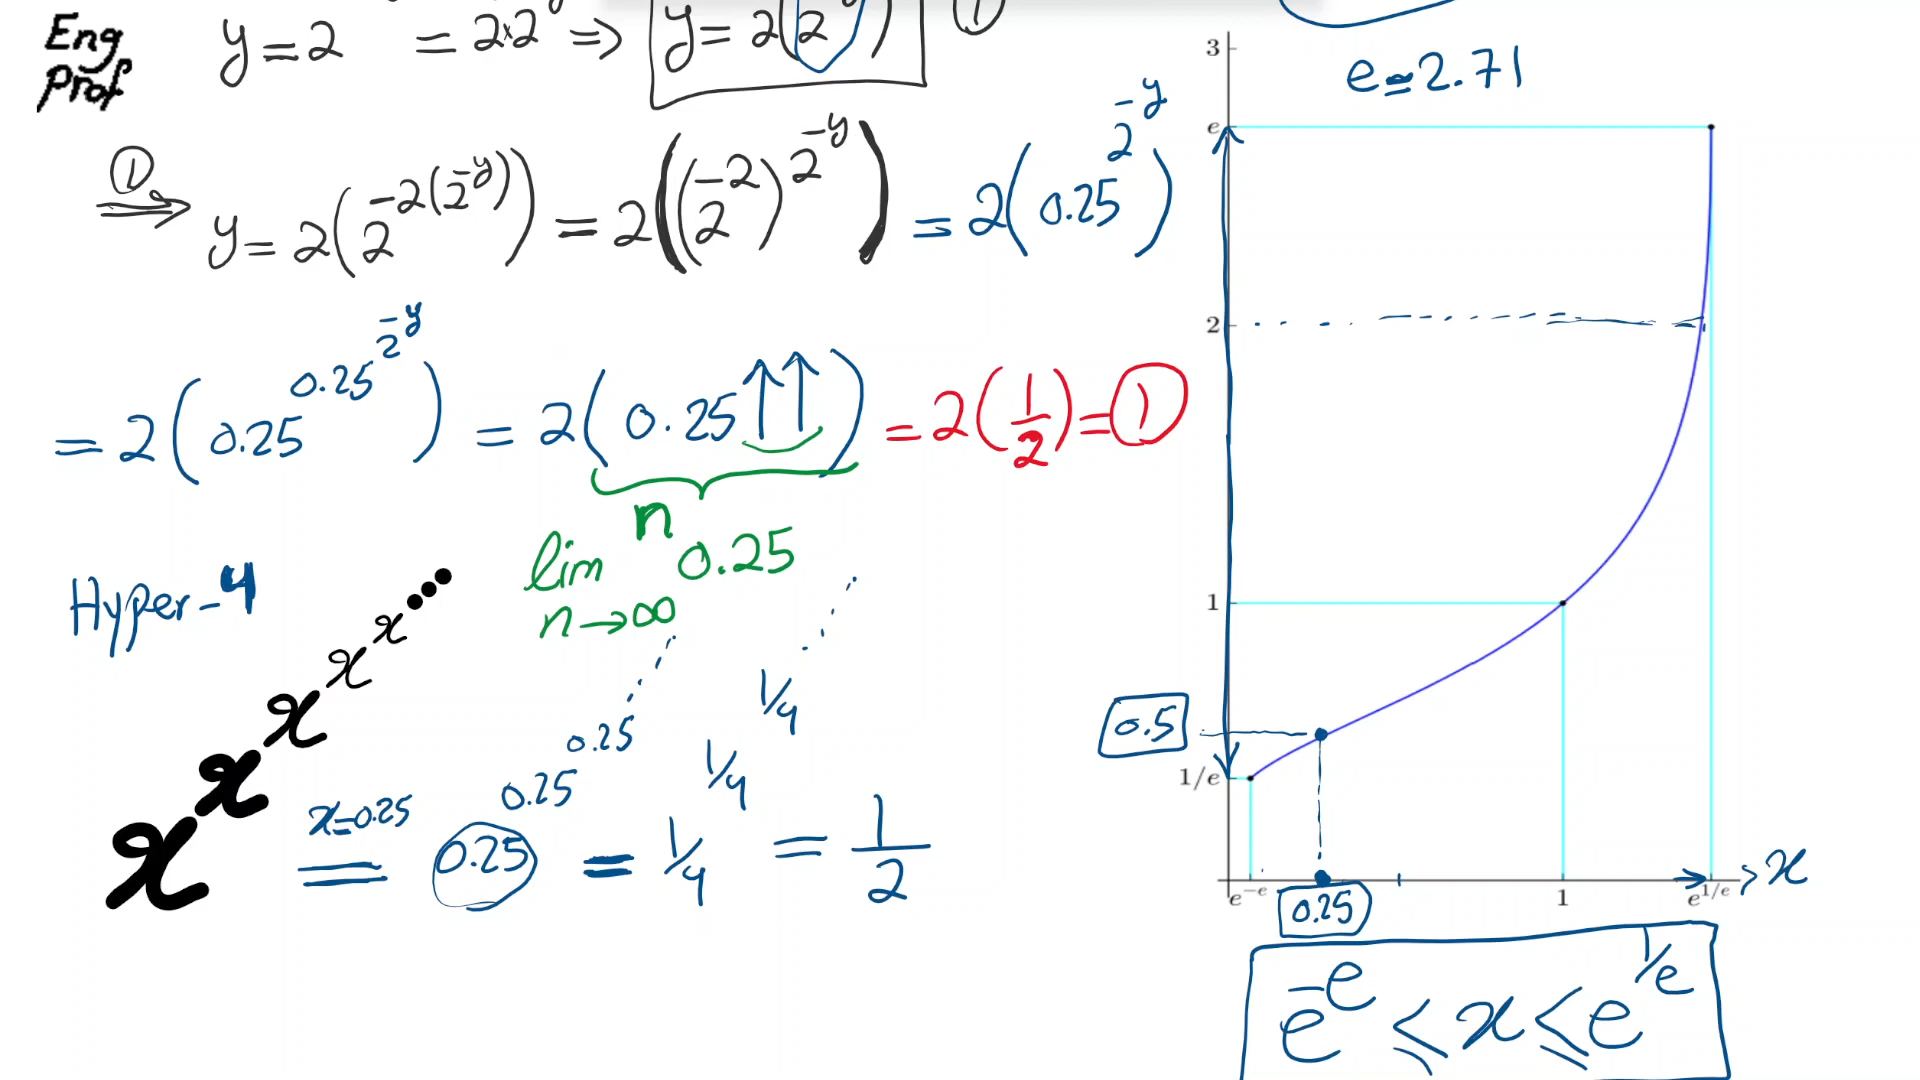 Eng
Prof
y = 2 = 2×2 ⇒ y = 2(2 ) ①
① ⇒ y = 2(2^(-2(2^(-y)))) = 2((2^(-2))^(2^(-y))) = 2(0.25)^(2^(-y))
= 2(0.25^(0.25^(2^(-y)))) = 2(0.25↑↑) = 2(1/2) = ①
n
lim n→∞ ⁿ0.25
Hyper-4
x^x^x^x^x^••• =
x=0.25
0.25^0.25^0.25^... = 1/4^1/4^1/4^... = 1/2
e ≃ 2.71
3
e
2
1
0.5
1/e
e^-e
0.25
1
e^1/e
> x
e^-e ≤ x ≤ e^1/e